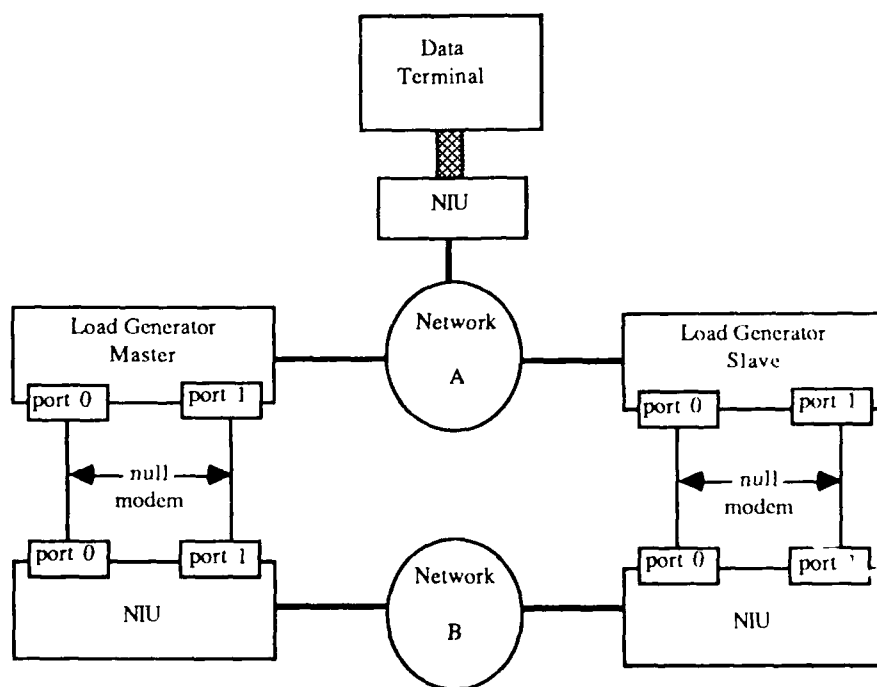 Data
Terminal
NIU
Network
A
Load Generator
Master
Load Generator
Slave
port 0
port 1
port 0
port 1
null
modem
null
modem
port 0
port 1
port 0
port
Network
B
NIU
NIU